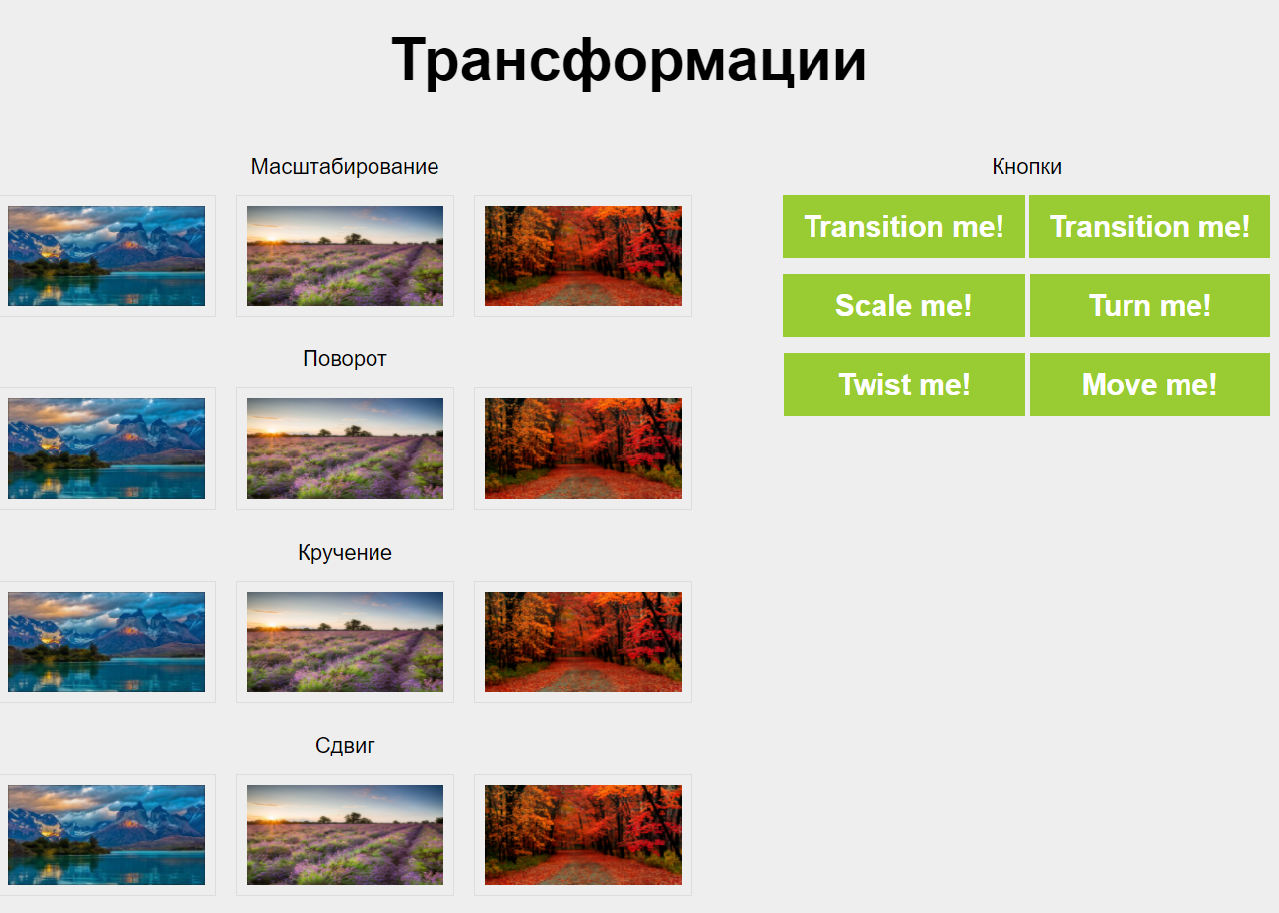 Трансформации
Масштабирование
Поворот
Кручение
Сдвиг
Кнопки
Transition me! Transition me!
Scale me! Turn me!
Twist me! Move me!